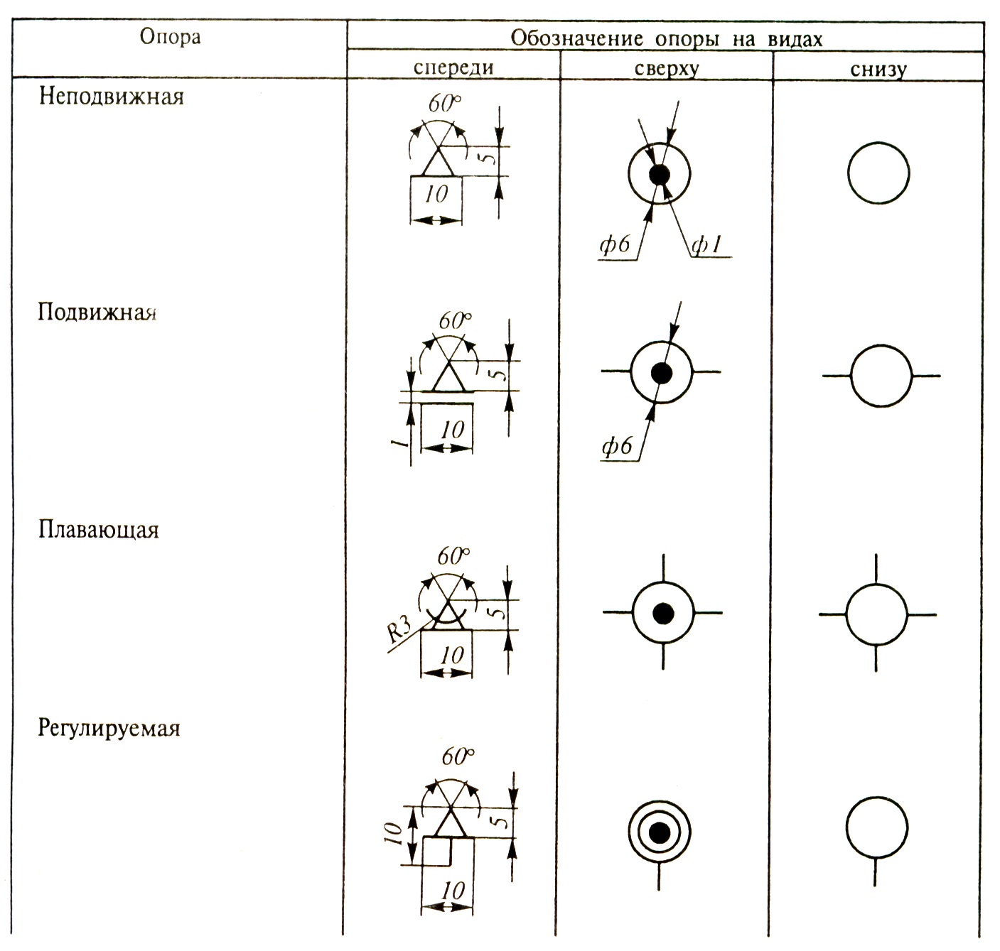 Опора
Обозначение опоры на видах
спереди
сверху
снизу
Неподвижная
60°
5
10
ф6
ф1
Подвижная
60°
5
1
10
ф6
Плавающая
60°
5
R3
10
Регулируемая
60°
5
10
10